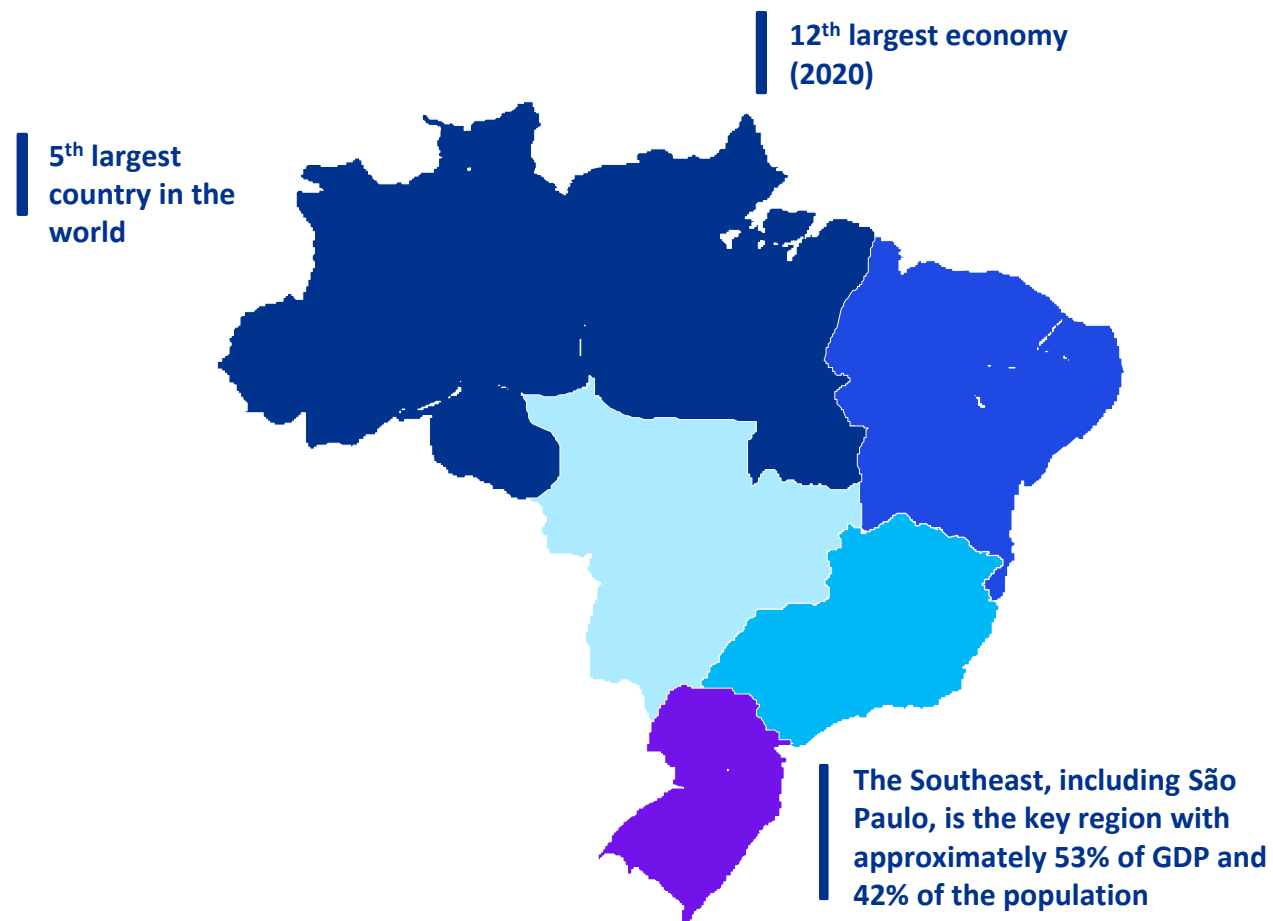 12th largest economy
(2020)
5th largest
country in the
world
The Southeast, including São
Paulo, is the key region with
approximately 53% of GDP and
42% of the population